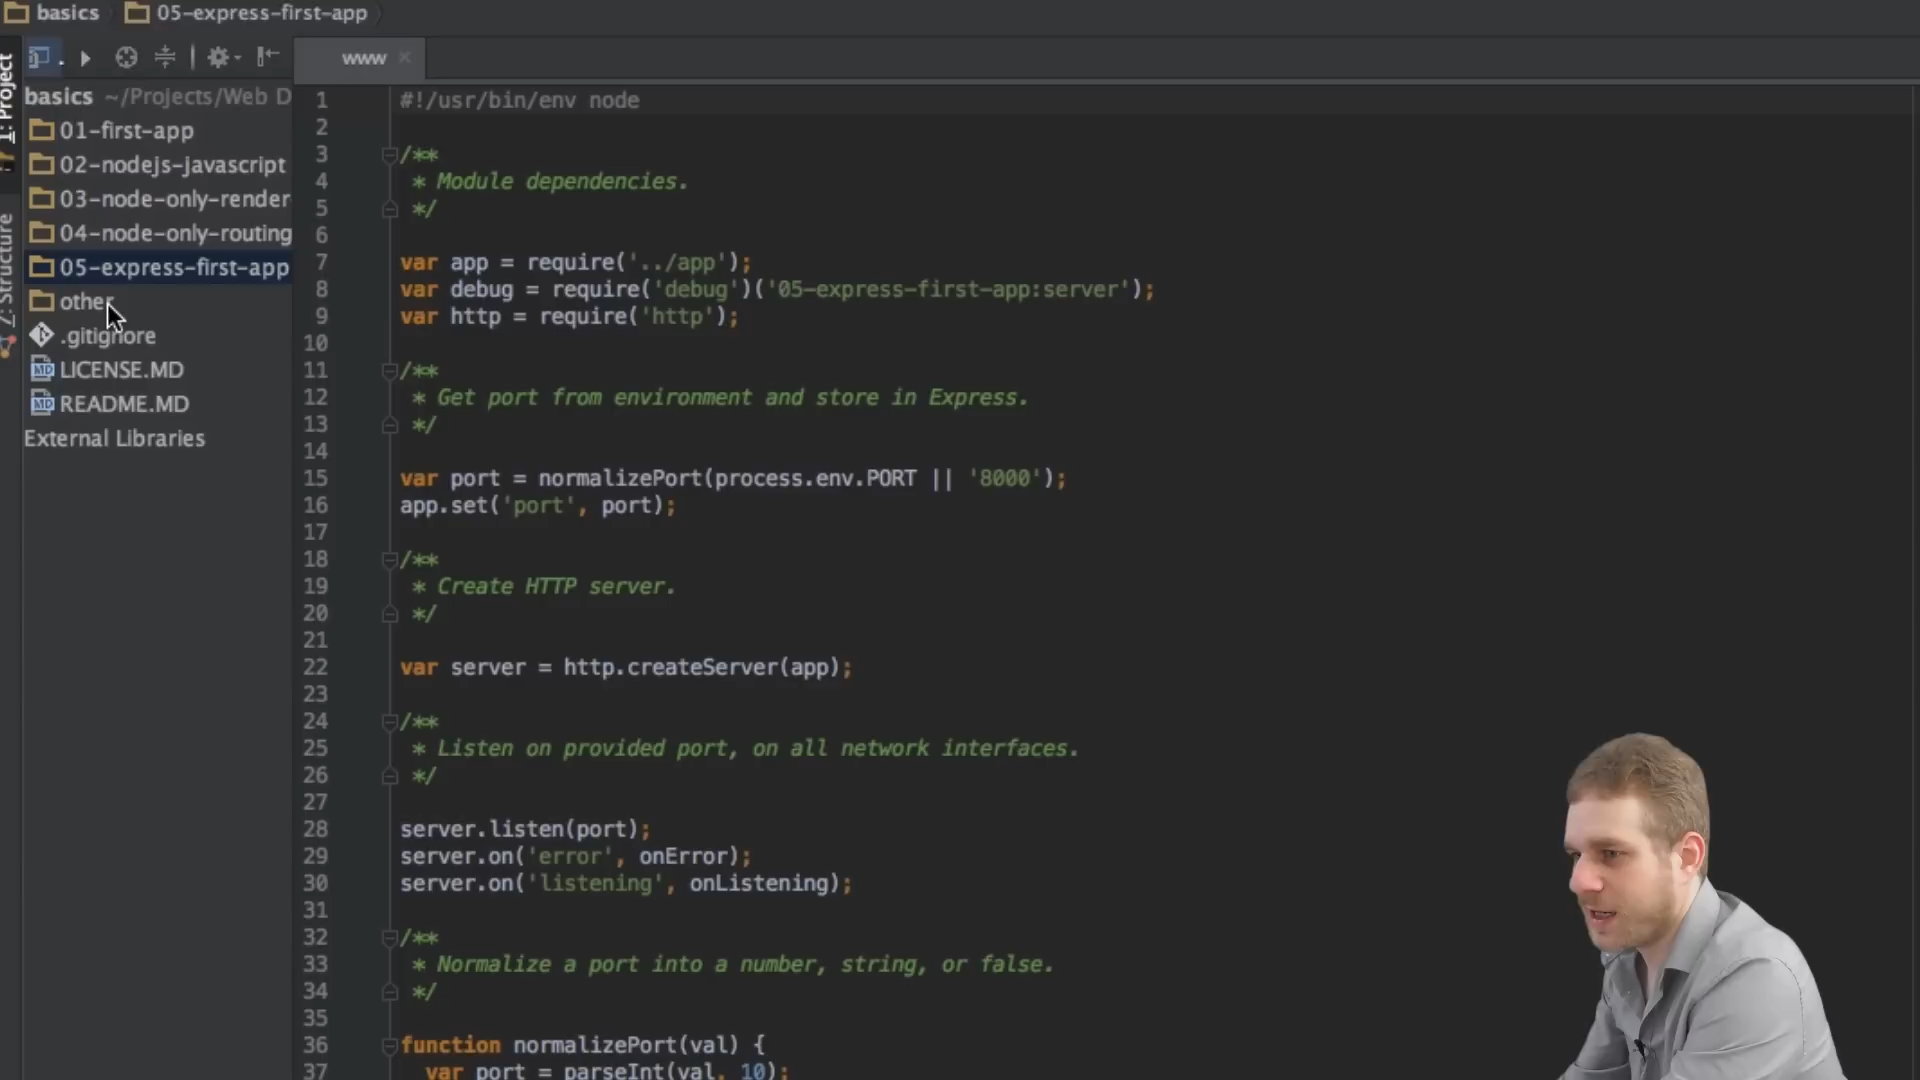 basics 05-express-first-app
1: Project
Z: Structure
www
basics ~/Projects/Web D
01-first-app
02-nodejs-javascript
03-node-only-render
04-node-only-routing
05-express-first-app
other
.gitignore
LICENSE.MD
README.MD
External Libraries
1 #!/usr/bin/env node
2
3 /**
4 * Module dependencies.
5 */
6
7 var app = require('../app');
8 var debug = require('debug')('05-express-first-app:server');
9 var http = require('http');
10
11 /**
12 * Get port from environment and store in Express.
13 */
14
15 var port = normalizePort(process.env.PORT || '8000');
16 app.set('port', port);
17
18 /**
19 * Create HTTP server.
20 */
21
22 var server = http.createServer(app);
23
24 /**
25 * Listen on provided port, on all network interfaces.
26 */
27
28 server.listen(port);
29 server.on('error', onError);
30 server.on('listening', onListening);
31
32 /**
33 * Normalize a port into a number, string, or false.
34 */
35
36 function normalizePort(val) {
37 var port = parseInt(val, 10);